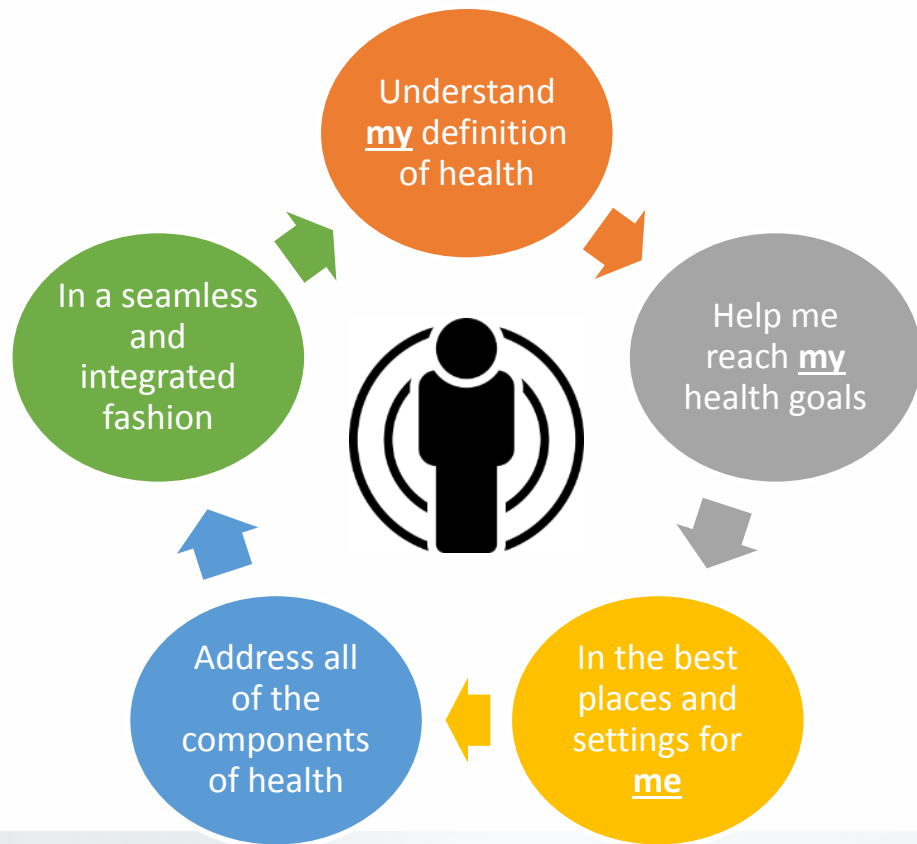 Understand
my definition
of health
Help me
reach my
health goals
In the best
places and
settings for
me
Address all
of the
components
of health
In a seamless
and
integrated
fashion